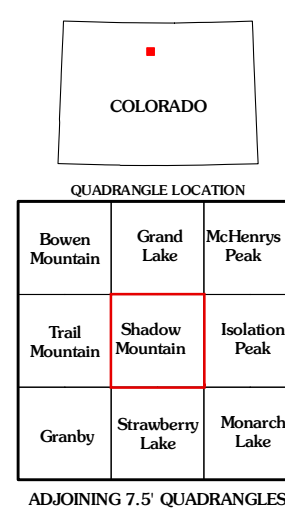 COLORADO
QUADRANGLE LOCATION
Bowen
Mountain
Grand
Lake
McHenrys
Peak
Trail
Mountain
Shadow
Mountain
Isolation
Peak
Granby
Strawberry
Lake
Monarch
Lake
ADJOINING 7.5' QUADRANGLES